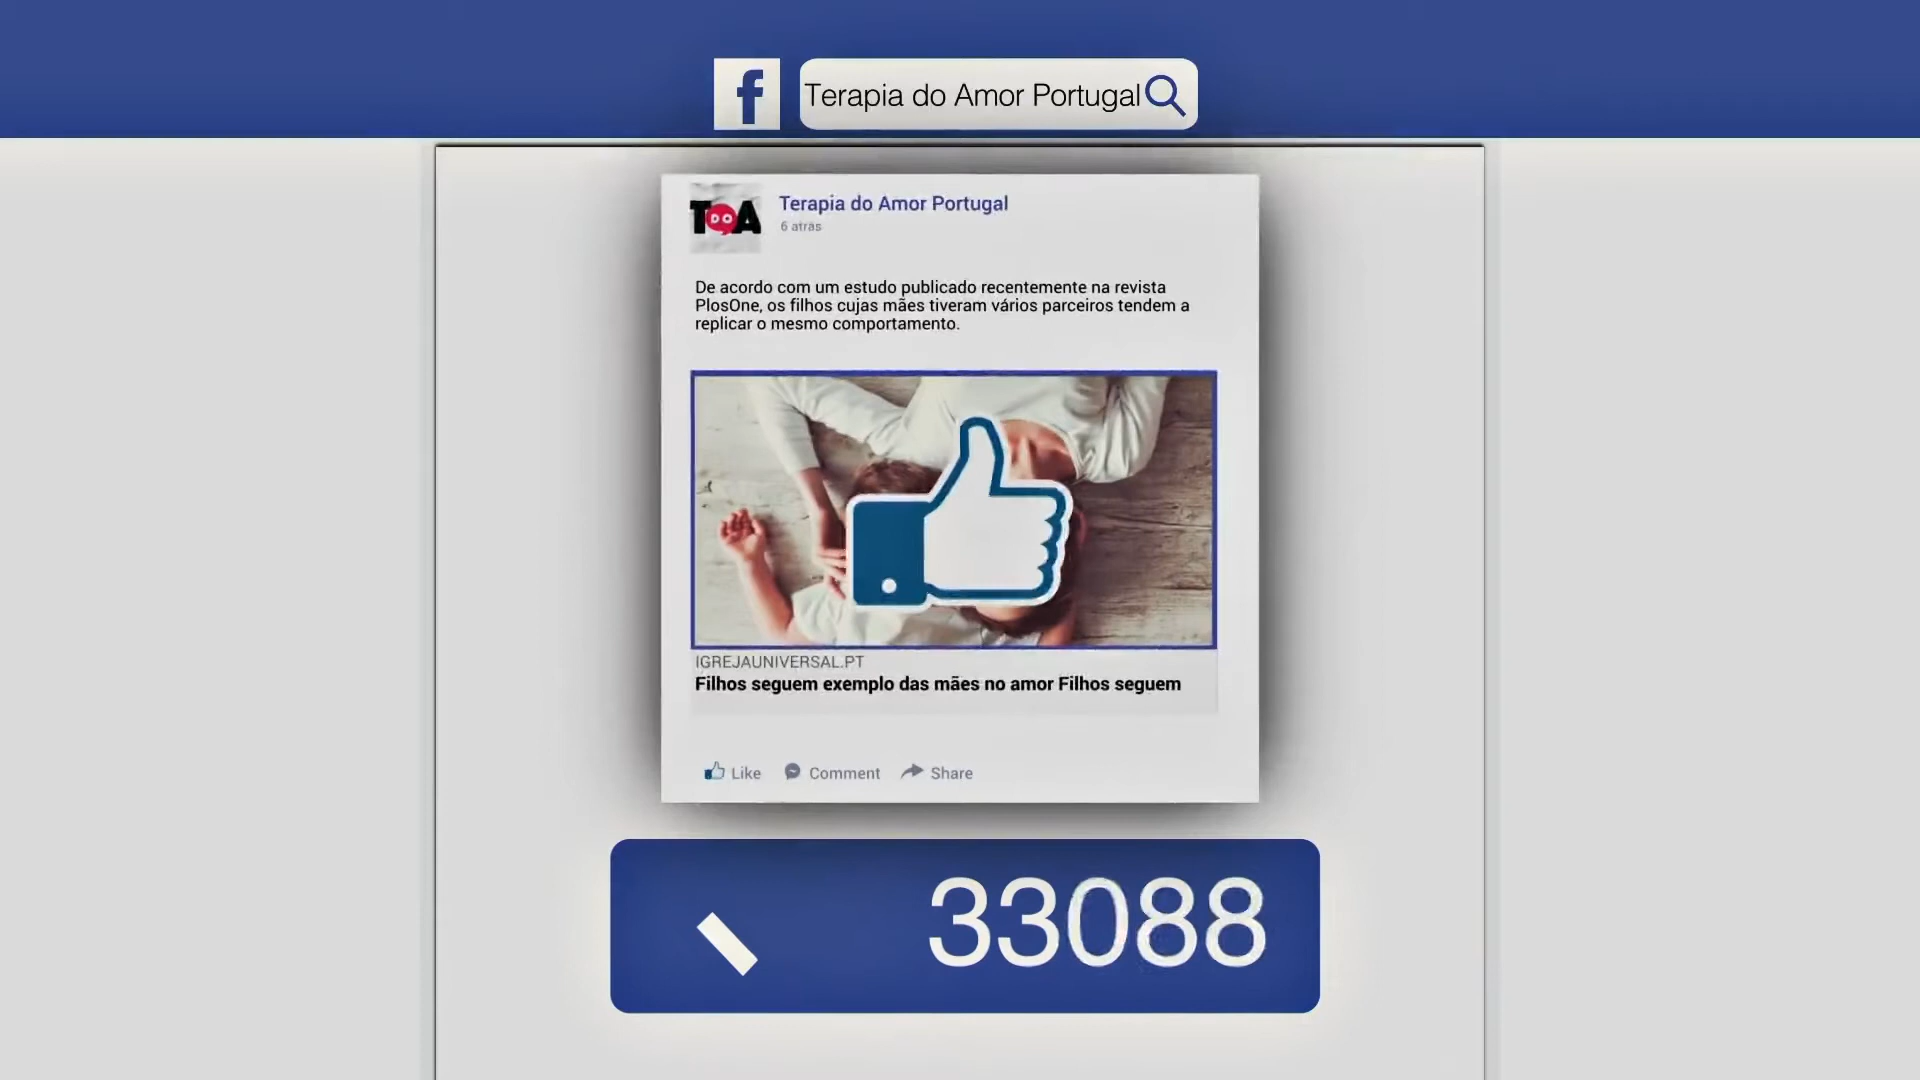 f
Terapia do Amor Portugal
T DO A
Terapia do Amor Portugal
6 atrás
De acordo com um estudo publicado recentemente na revista
PlosOne, os filhos cujas mães tiveram vários parceiros tendem a
replicar o mesmo comportamento.
IGREJAUNIVERSAL.PT
Filhos seguem exemplo das mães no amor Filhos seguem
Like Comment Share
33088